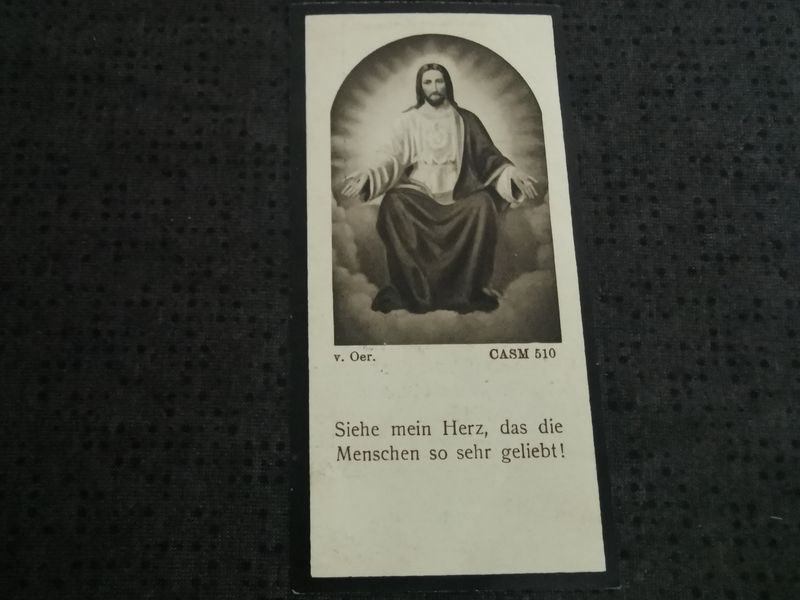 v. Oer. CASM 510
Siehe mein Herz, das die
Menschen so sehr geliebt!